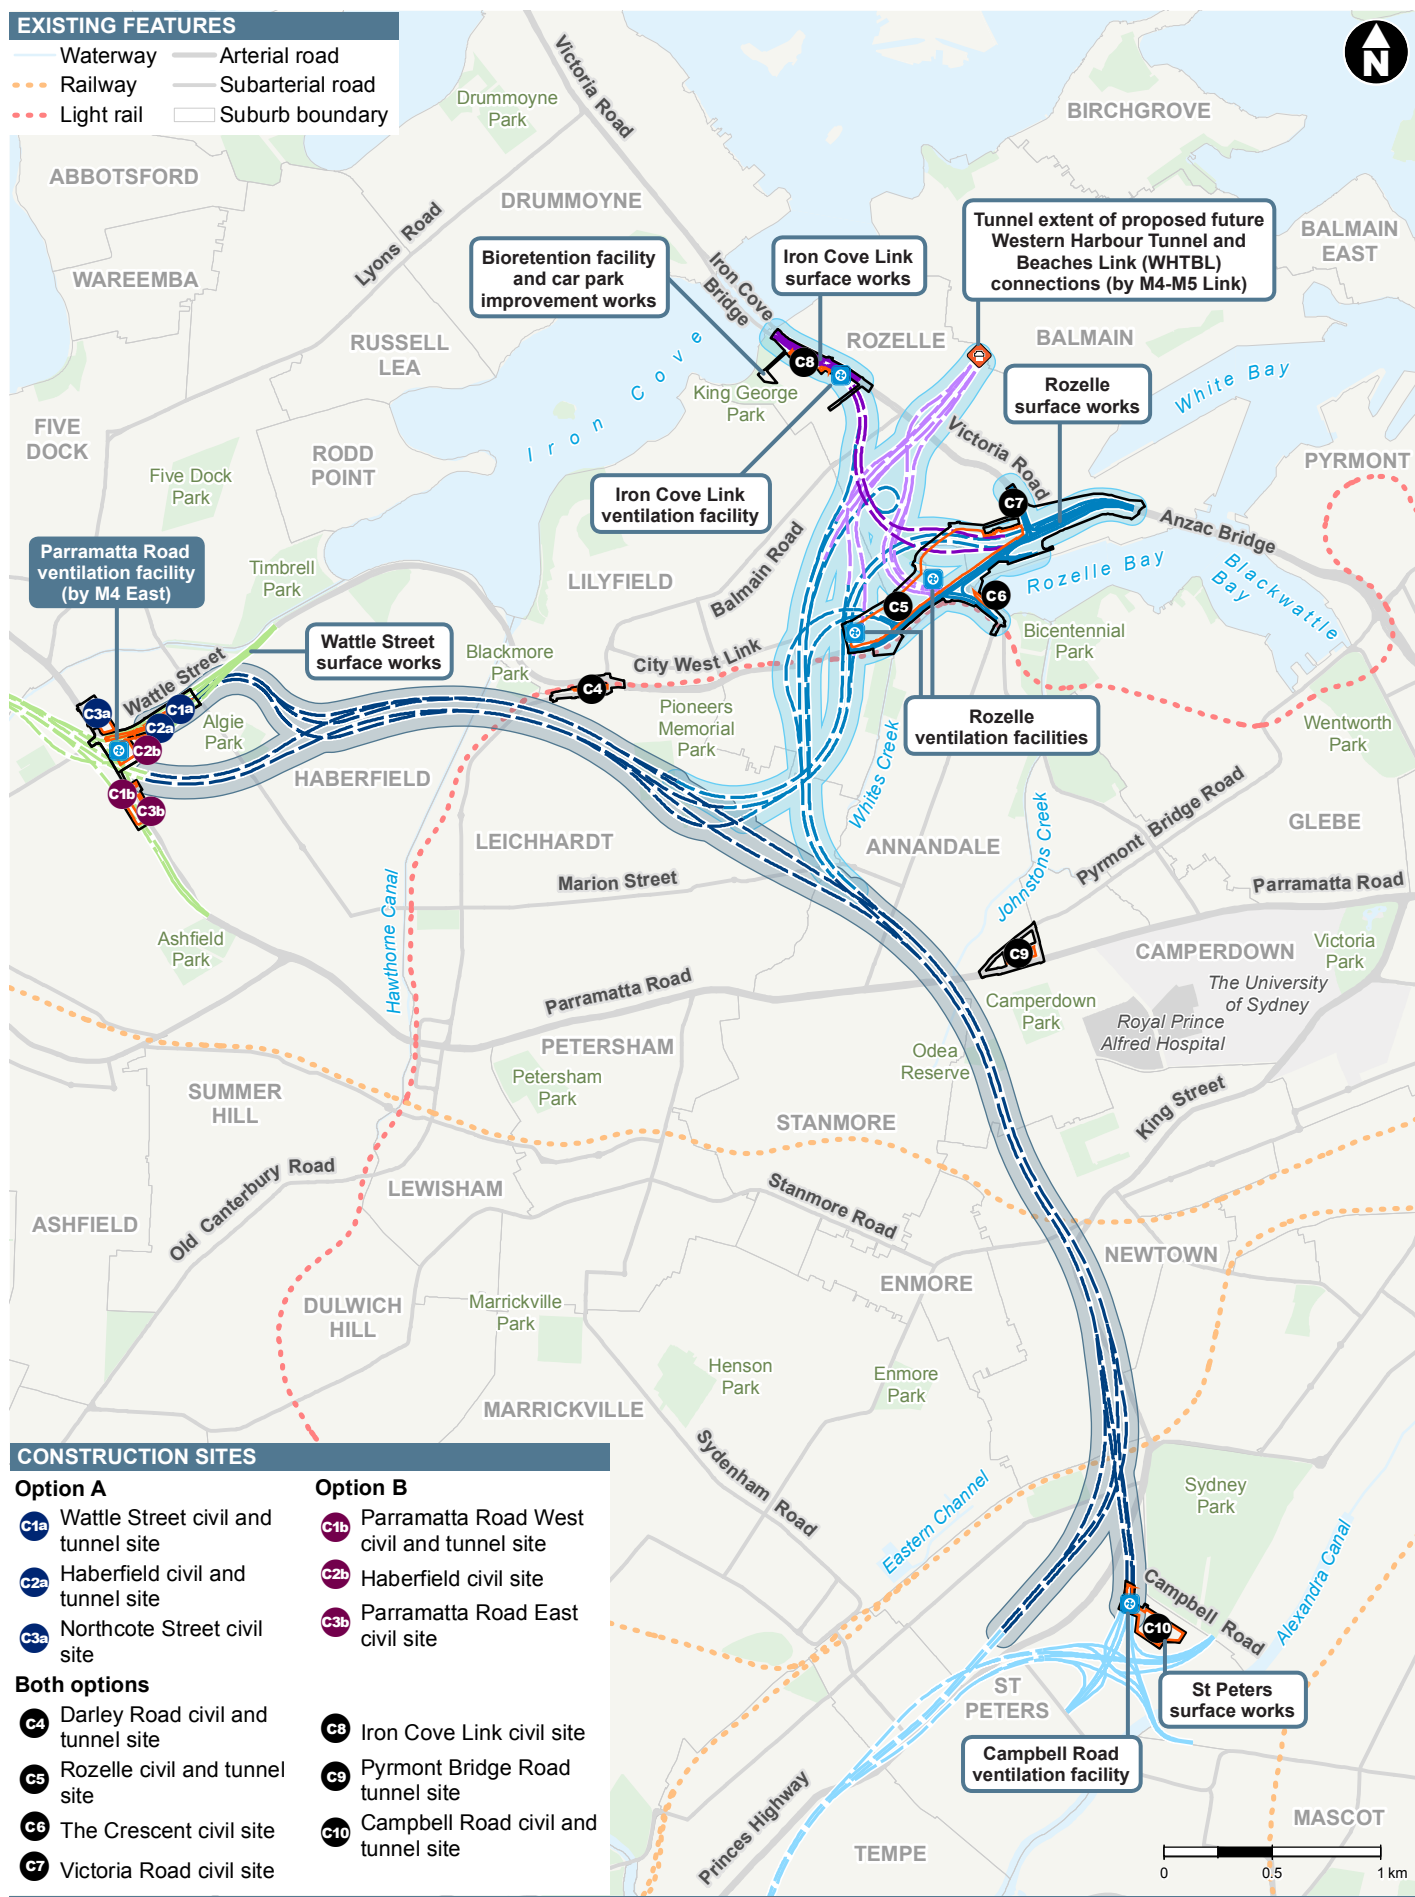 EXISTING FEATURES
Waterway
Arterial road
Railway
Subarterial road
Light rail
Suburb boundary
N
Victoria Road
Drummoyne
Park
BIRCHGROVE
ABBOTSFORD
DRUMMOYNE
Lyons Road
Tunnel extent of proposed future
Western Harbour Tunnel and
Beaches Link (WHTBL)
connections (by M4-M5 Link)
BALMAIN
EAST
WAREEMBA
Bioretention facility
and car park
improvement works
Iron Cove
Bridge
Iron Cove Link
surface works
RUSSELL
LEA
ROZELLE
BALMAIN
C8
Iron Cove
King George
Park
Rozelle
surface works
White Bay
FIVE
DOCK
RODD
POINT
Victoria Road
PYRMONT
Five Dock
Park
Iron Cove Link
ventilation facility
C7
Anzac Bridge
Parramatta Road
ventilation facility
(by M4 East)
Timbrell
Park
LILYFIELD
Balmain Road
Rozelle Bay
Blackwattle
Bay
C5
C6
Wattle Street
Wattle Street
surface works
Blackmore
Park
City West Link
Bicentennial
Park
C4
C3a
C1a
C2a
C2b
Algie
Park
Pioneers
Memorial
Park
Rozelle
ventilation facilities
Wentworth
Park
HABERFIELD
C1b
C3b
Whites Creek
Johnstons Creek
Pyrmont Bridge Road
GLEBE
LEICHHARDT
ANNANDALE
Marion Street
Parramatta Road
Hawthorne Canal
Ashfield
Park
C9
CAMPERDOWN
Victoria
Park
The University
of Sydney
Parramatta Road
Camperdown
Park
Royal Prince
Alfred Hospital
PETERSHAM
Odea
Reserve
Petersham
Park
SUMMER
HILL
STANMORE
King Street
Old Canterbury Road
LEWISHAM
Stanmore Road
ASHFIELD
NEWTOWN
ENMORE
DULWICH
HILL
Marrickville
Park
Henson
Park
Enmore
Park
MARRICKVILLE
Sydenham Road
Eastern Channel
Sydney
Park
Alexandra Canal
Campbell Road
C10
ST
PETERS
St Peters
surface works
Campbell Road
ventilation facility
Princes Highway
TEMPE
MASCOT
0
0.5
1 km
CONSTRUCTION SITES
Option A
C1a
Wattle Street civil and
tunnel site
C2a
Haberfield civil and
tunnel site
C3a
Northcote Street civil
site
Option B
C1b
Parramatta Road West
civil and tunnel site
C2b
Haberfield civil site
C3b
Parramatta Road East
civil site
Both options
C4
Darley Road civil and
tunnel site
C5
Rozelle civil and tunnel
site
C6
The Crescent civil site
C7
Victoria Road civil site
C8
Iron Cove Link civil site
C9
Pyrmont Bridge Road
tunnel site
C10
Campbell Road civil and
tunnel site